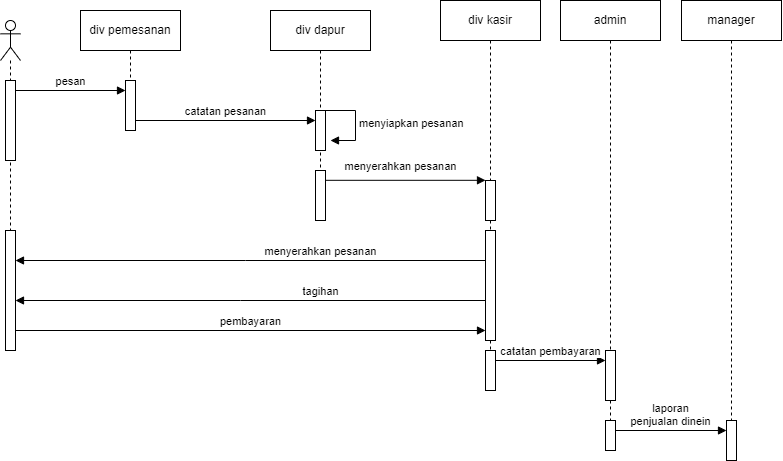 div pemesanan
div dapur
div kasir
admin
manager
pesan
catatan pesanan
menyiapkan pesanan
menyerahkan pesanan
menyerahkan pesanan
tagihan
pembayaran
catatan pembayaran
laporan
penjualan dinein